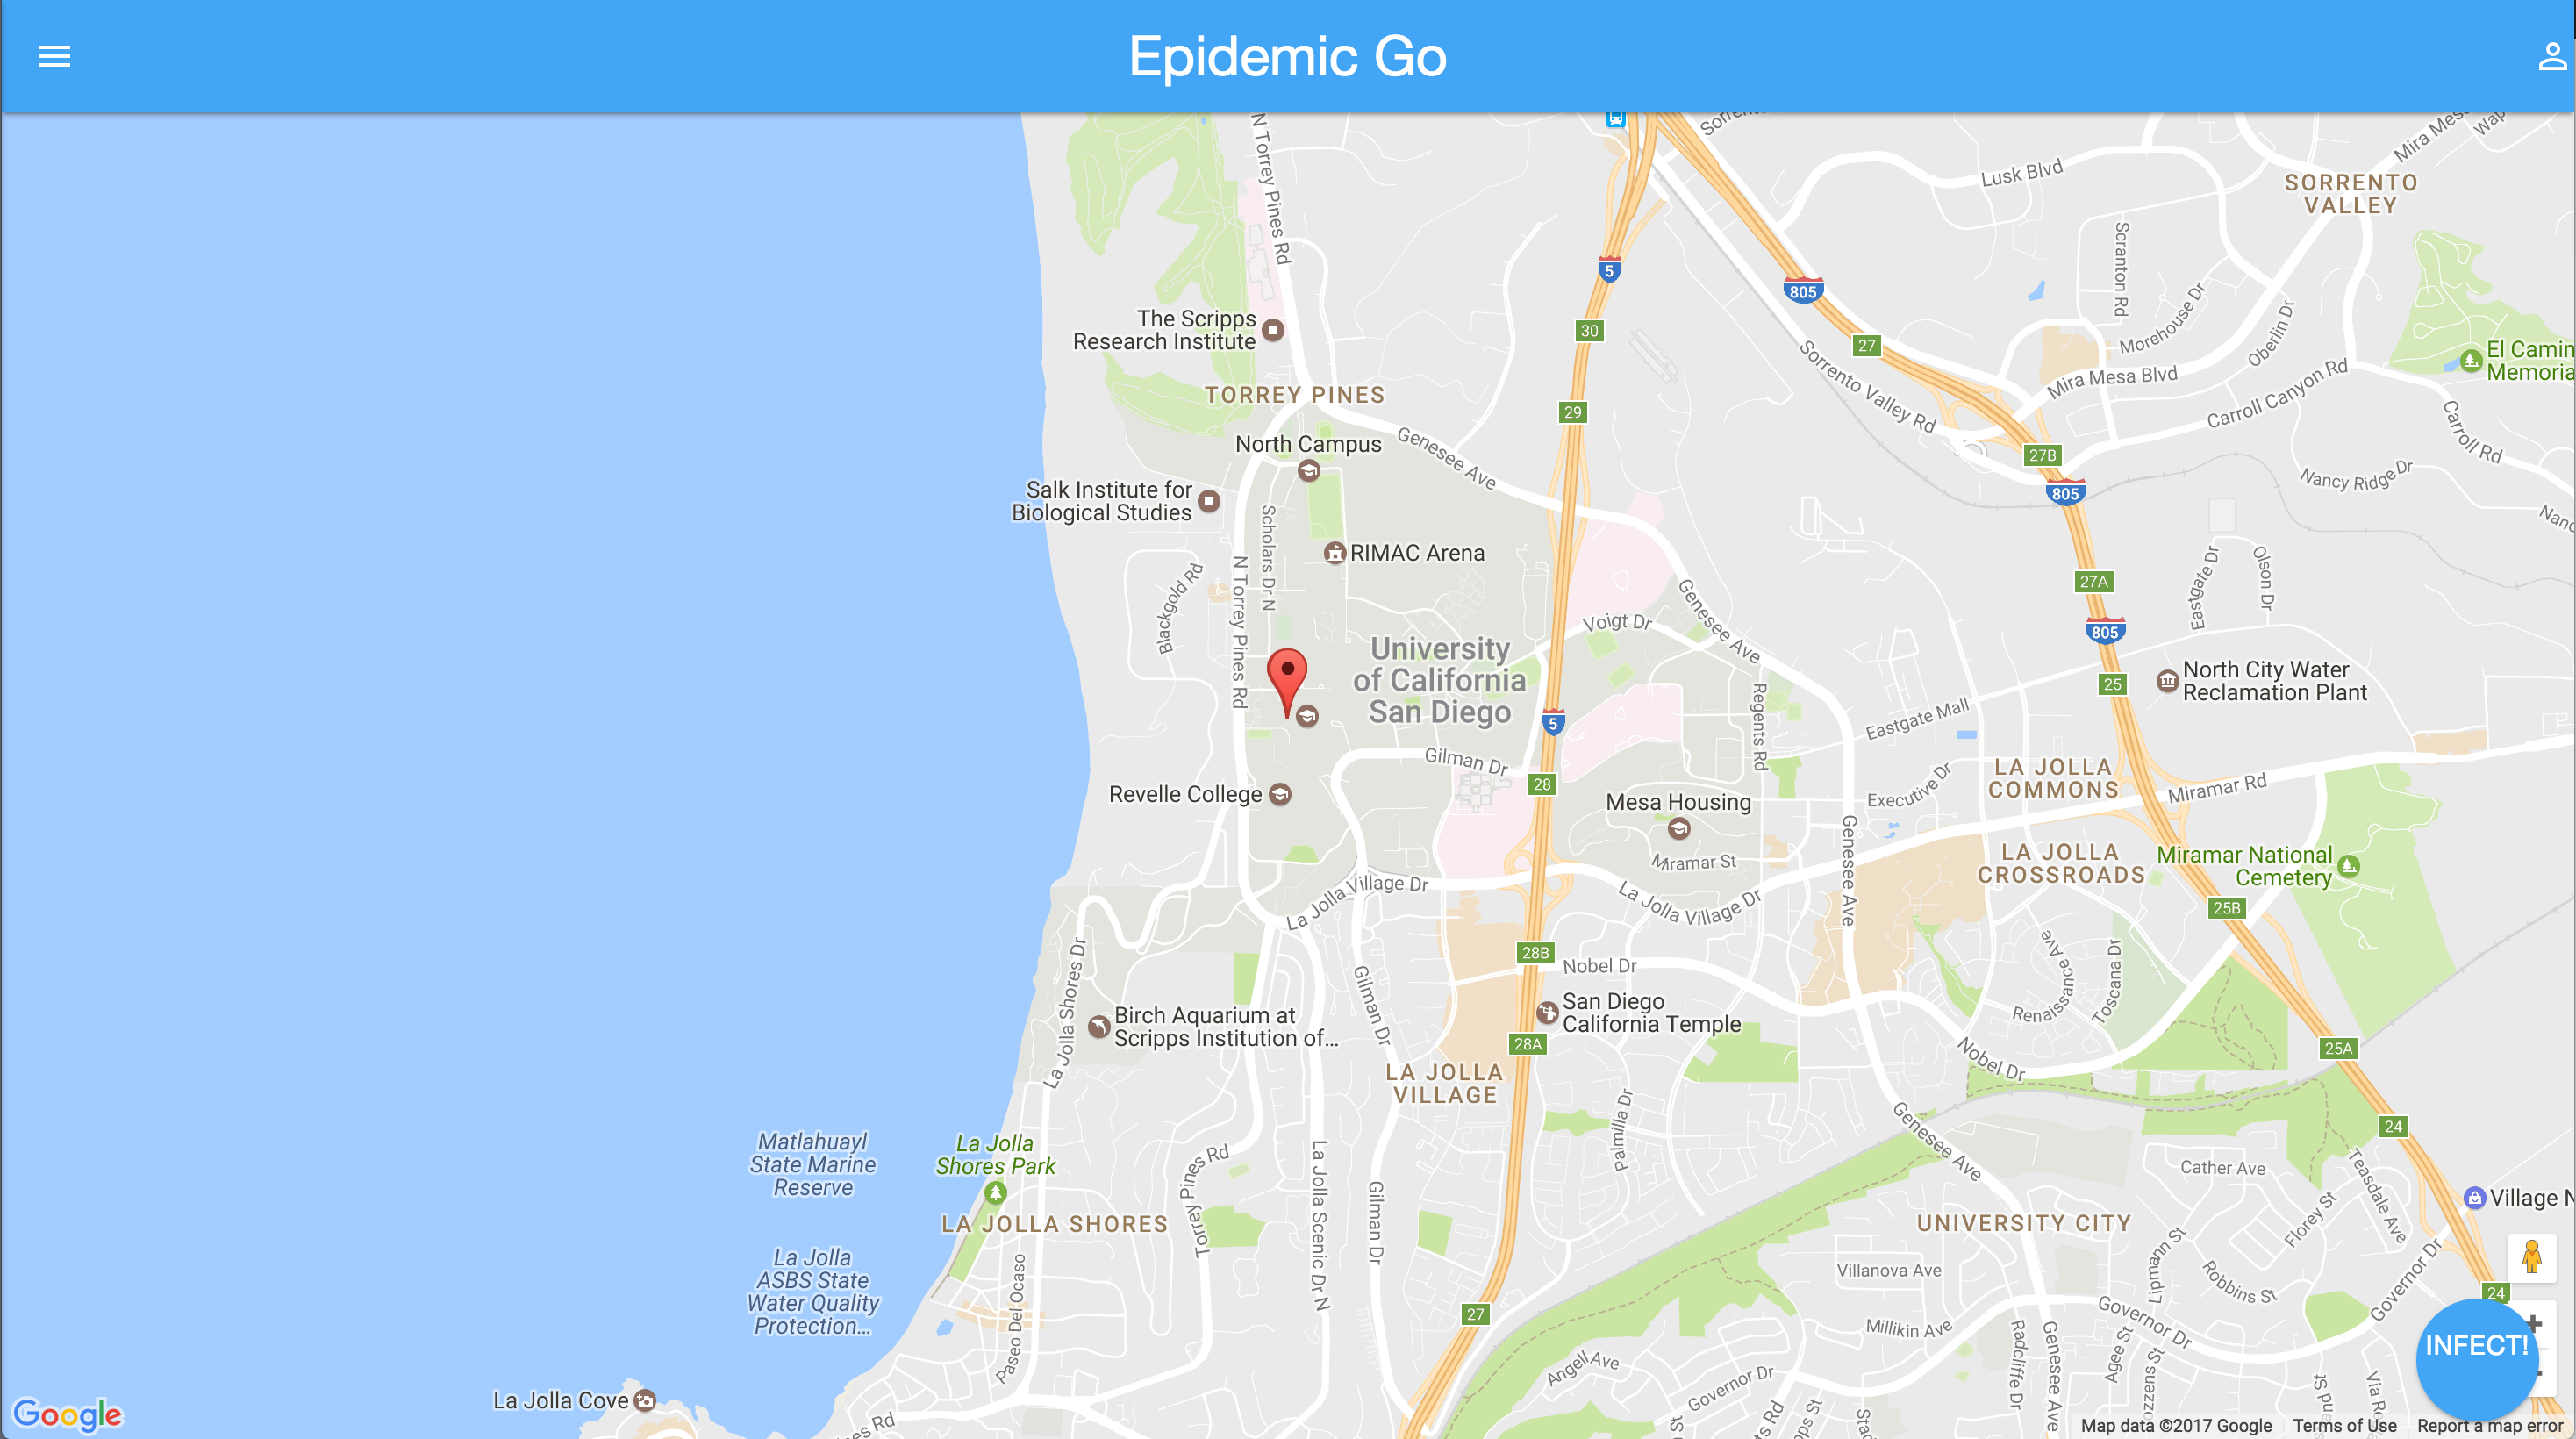 Epidemic Go
N Torrey Pines Rd
Lusk Blvd
SORRENTO
VALLEY
Scranton Rd
5
805
The Scripps
Research Institute
30
27
Morehouse Dr
Oberlin Dr
Mira Mesa Blvd
Sorrento Valley Rd
Carroll Canyon Rd
Carroll Rd
TORREY PINES
29
North Campus
Genesee Ave
27B
805
Nancy Ridge Dr
Salk Institute for
Biological Studies
Scholars Dr N
RIMAC Arena
N Torrey Pines Rd
Blackgold Rd
Genesee Ave
27A
Eastgate Dr
Olson Dr
Voigt Dr
805
University
of California
San Diego
North City Water
Reclamation Plant
25
Regents Rd
5
Eastgate Mall
Gilman Dr
LA JOLLA
COMMONS
Executive Dr
Miramar Rd
28
Revelle College
Mesa Housing
Genesee Ave
Miramar St
LA JOLLA
CROSSROADS
Miramar National
Cemetery
La Jolla Village Dr
La Jolla Village Dr
25B
La Jolla Shores Dr
28B
Nobel Dr
Gilman Dr
Renaissance Ave
Toscana Dr
San Diego
California Temple
Birch Aquarium at
Scripps Institution of...
28A
Nobel Dr
25A
LA JOLLA
VILLAGE
Palmilla Dr
Genesee Ave
24
Matlahuayl
State Marine
Reserve
La Jolla
Shores Park
Torrey Pines Rd
La Jolla Scenic Dr N
Gilman Dr
Cather Ave
Teasdale Ave
Florey St
Village
LA JOLLA SHORES
UNIVERSITY CITY
La Jolla
ASBS State
Water Quality
Protection...
Paseo Del Ocaso
Villanova Ave
Lipmann St
Robbins St
Governor Dr
24
27
Millikin Ave
Governor Dr
Radcliffe Dr
Genesee Ave
Agee St
INFECT!
Angell Ave
Governor Dr
La Jolla Cove
Google
Map data ©2017 Google
Terms of Use
Report a map error